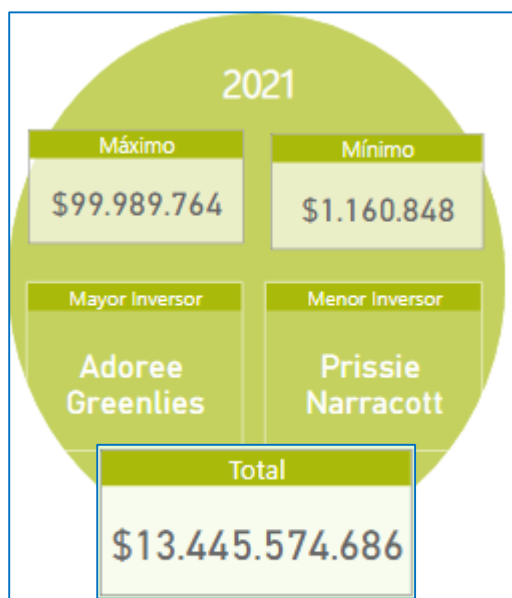 2021
Máximo
$99.989.764
Mínimo
$1.160.848
Mayor Inversor
Adoree
Greenlies
Menor Inversor
Prissie
Narracott
Total
$13.445.574.686